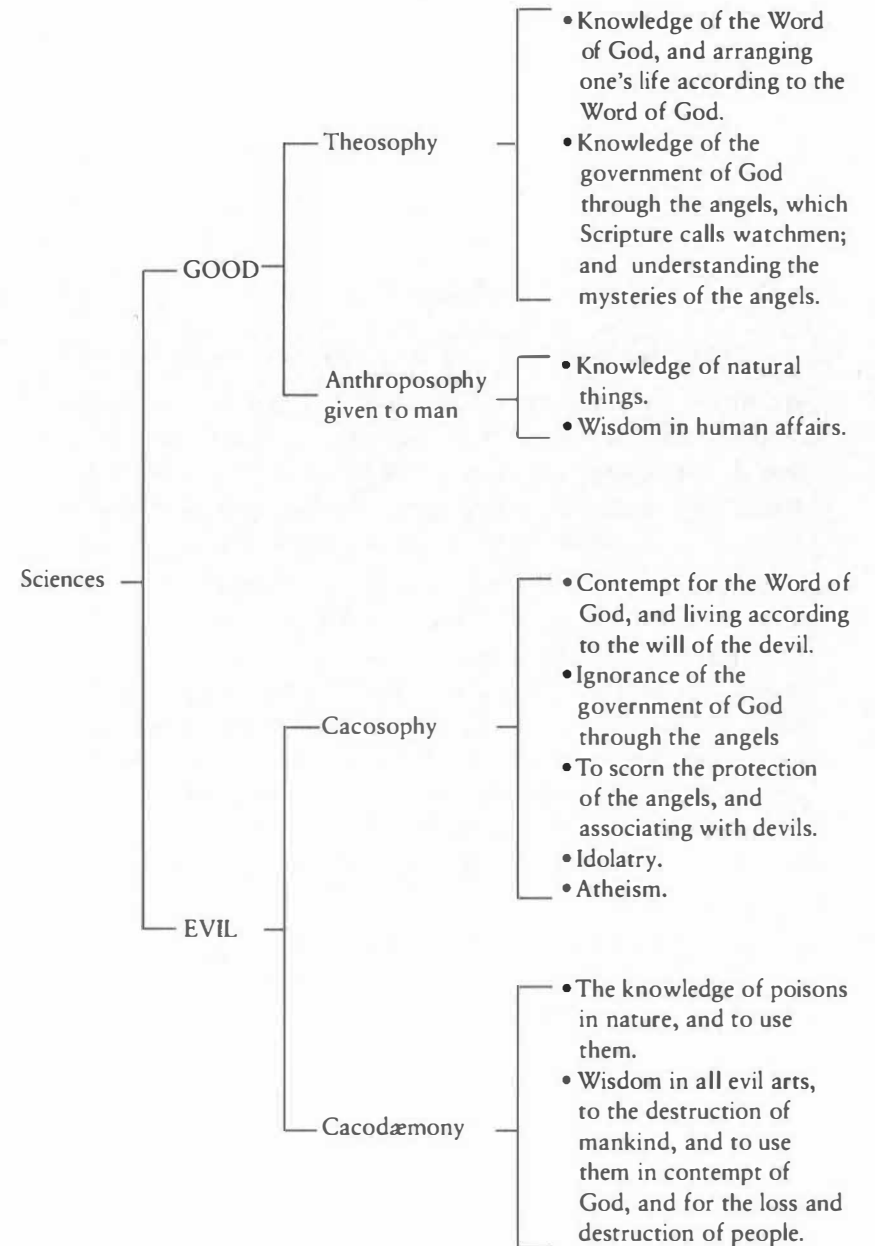 • Knowledge of the Word
of God, and arranging
one's life according to the
Word of God.
Theosophy
• Knowledge of the
government of God
through the angels, which
Scripture calls watchmen;
and understanding the
mysteries of the angels.
GOOD
Anthroposophy
given to man
• Knowledge of natural
things.
• Wisdom in human affairs.
Sciences
• Contempt for the Word of
God, and living according
to the will of the devil.
• Ignorance of the
government of God
through the angels
Cacosophy
• To scorn the protection
of the angels, and
associating with devils.
• Idolatry.
• Atheism.
EVIL
• The knowledge of poisons
in nature, and to use
them.
• Wisdom in all evil arts,
to the destruction of
mankind, and to use
them in contempt of
God, and for the loss and
destruction of people.
Cacodæmony